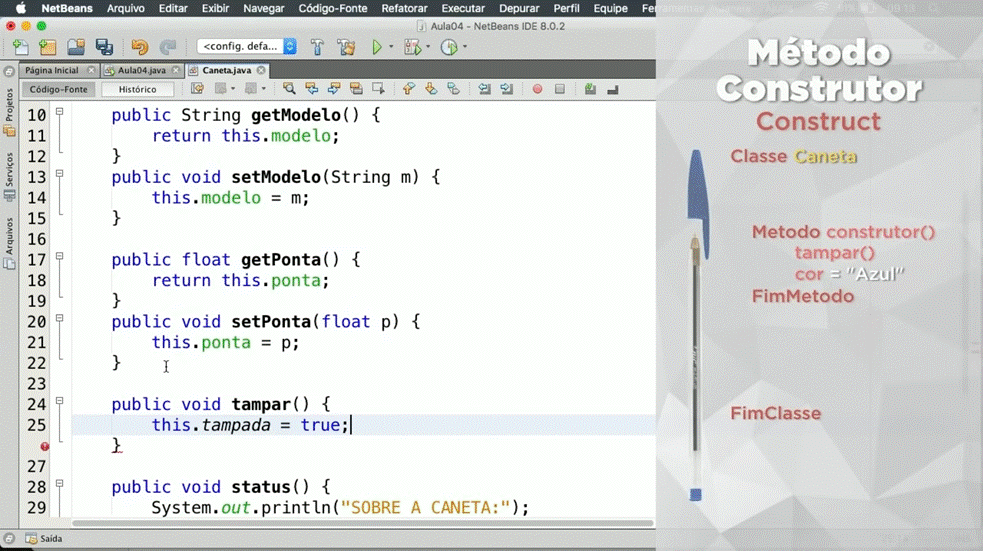 NetBeans Arquivo Editar Exibir Navegar Código-Fonte Refatorar Executar Depurar Perfil Equipe
Aula04 - NetBeans IDE 8.0.2
<config. defa...
Página Inicial Aula04.java Caneta.java
Código-Fonte Histórico
Projetos
Serviços
Arquivos
10 public String getModelo() {
11 return this.modelo;
12 }
13 public void setModelo(String m) {
14 this.modelo = m;
15 }
16
17 public float getPonta() {
18 return this.ponta;
19 }
20 public void setPonta(float p) {
21 this.ponta = p;
22 }
23
24 public void tampar() {
25 this.tampada = true;
}
27
28 public void status() {
29 System.out.println("SOBRE A CANETA:");
Saída
Método
Construtor
Construct
Classe Caneta
Metodo construtor()
tampar()
cor = "Azul"
FimMetodo
FimClasse